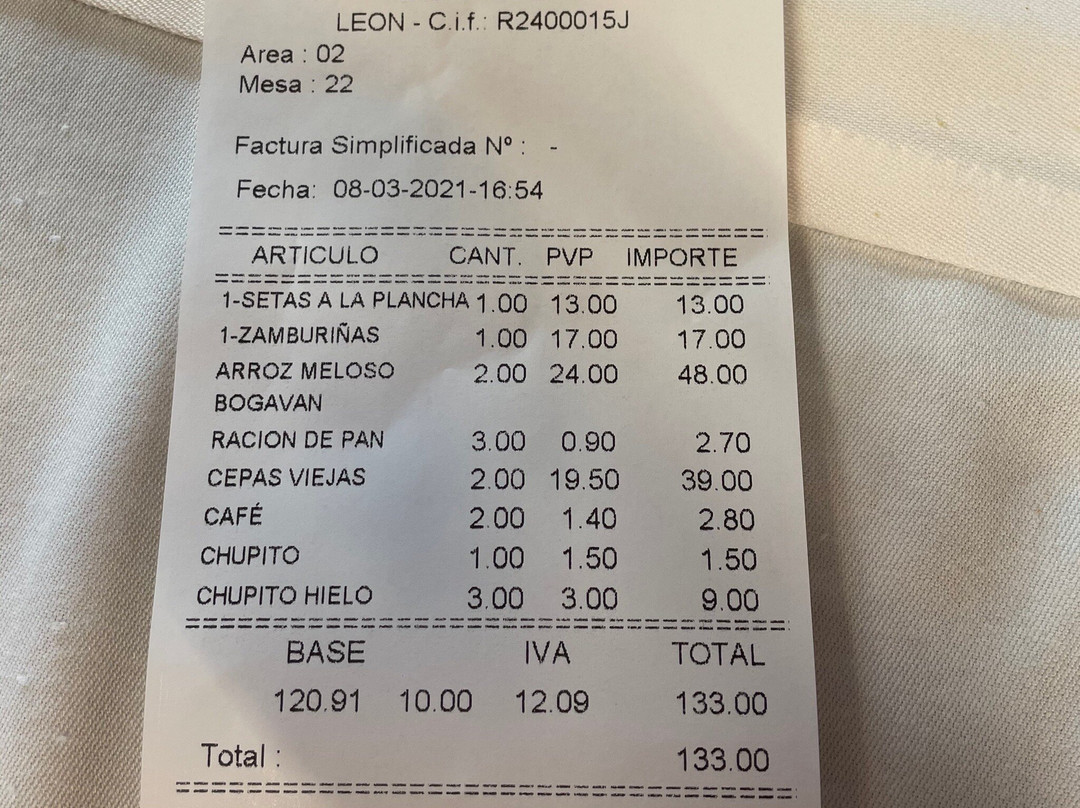 LEON - C.i.f.: R2400015J
Area : 02
Mesa : 22
Factura Simplificada Nº : -
Fecha: 08-03-2021-16:54
ARTICULO CANT. PVP IMPORTE
1-SETAS A LA PLANCHA 1.00 13.00 13.00
1-ZAMBURIÑAS 1.00 17.00 17.00
ARROZ MELOSO 2.00 24.00 48.00
BOGAVAN
RACION DE PAN 3.00 0.90 2.70
CEPAS VIEJAS 2.00 19.50 39.00
CAFÉ 2.00 1.40 2.80
CHUPITO 1.00 1.50 1.50
CHUPITO HIELO 3.00 3.00 9.00
BASE IVA TOTAL
120.91 10.00 12.09 133.00
Total : 133.00